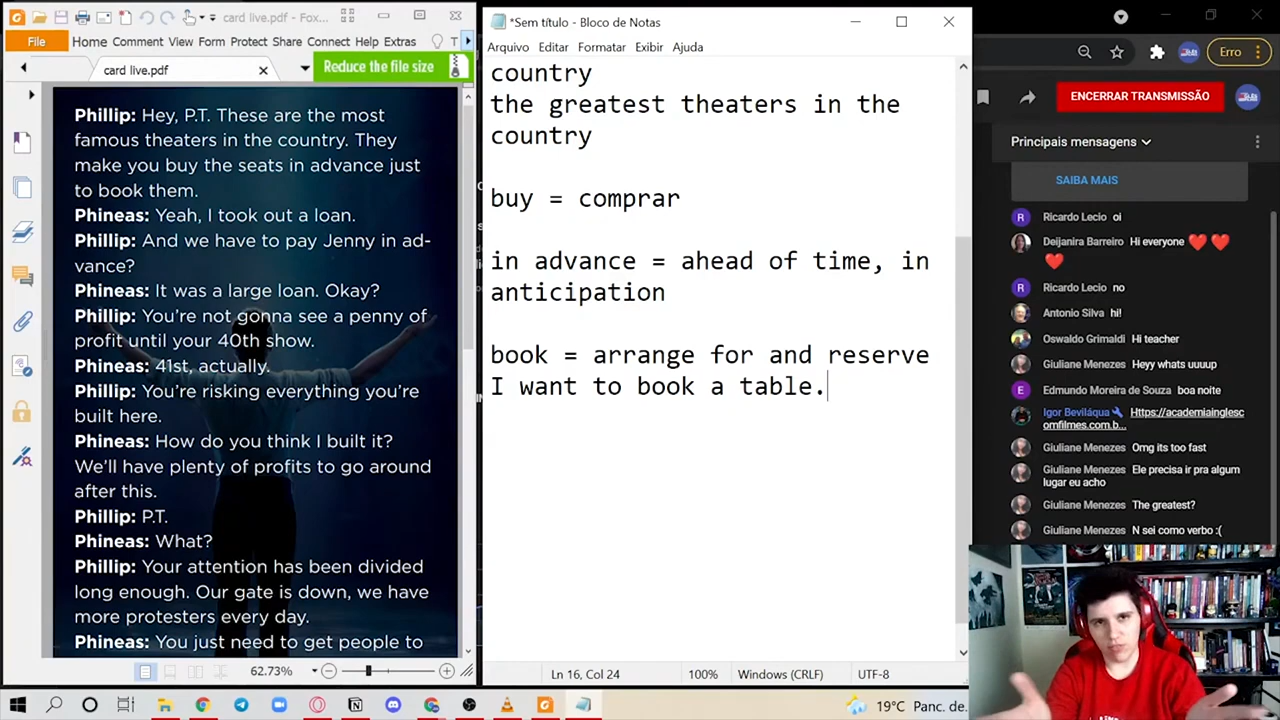 card live.pdf - Fox...
File
Home Comment View Form Protect Share Connect Help Extras
card live.pdf
Reduce the file size
Phillip: Hey, P.T. These are the most
famous theaters in the country. They
make you buy the seats in advance just
to book them.
Phineas: Yeah, I took out a loan.
Phillip: And we have to pay Jenny in ad-
vance?
Phineas: It was a large loan. Okay?
Phillip: You're not gonna see a penny of
profit until your 40th show.
Phineas: 41st, actually.
Phillip: You're risking everything you're
built here.
Phineas: How do you think I built it?
We'll have plenty of profits to go around
after this.
Phillip: P.T.
Phineas: What?
Phillip: Your attention has been divided
long enough. Our gate is down, we have
more protesters every day.
Phineas: You just need to get people to
62.73%
*Sem título - Bloco de Notas
Arquivo Editar Formatar Exibir Ajuda
country
the greatest theaters in the
country
buy = comprar
in advance = ahead of time, in
anticipation
book = arrange for and reserve
I want to book a table.
Ln 16, Col 24
100%
Windows (CRLF)
UTF-8
Erro
ENCERRAR TRANSMISSÃO
Principais mensagens
SAIBA MAIS
Ricardo Lecio oi
Deijanira Barreiro Hi everyone
Ricardo Lecio no
Antonio Silva hi!
Oswaldo Grimaldi Hi teacher
Giuliane Menezes Heyy whats uuuup
Edmundo Moreira de Souza boa noite
Igor Beviláqua Https://academiainglesc
omfilmes.com.b...
Giuliane Menezes Omg its too fast
Giuliane Menezes Ele precisa ir pra algum
lugar eu acho
Giuliane Menezes The greatest?
Giuliane Menezes N sei como verbo :(
19°C Panc. de.